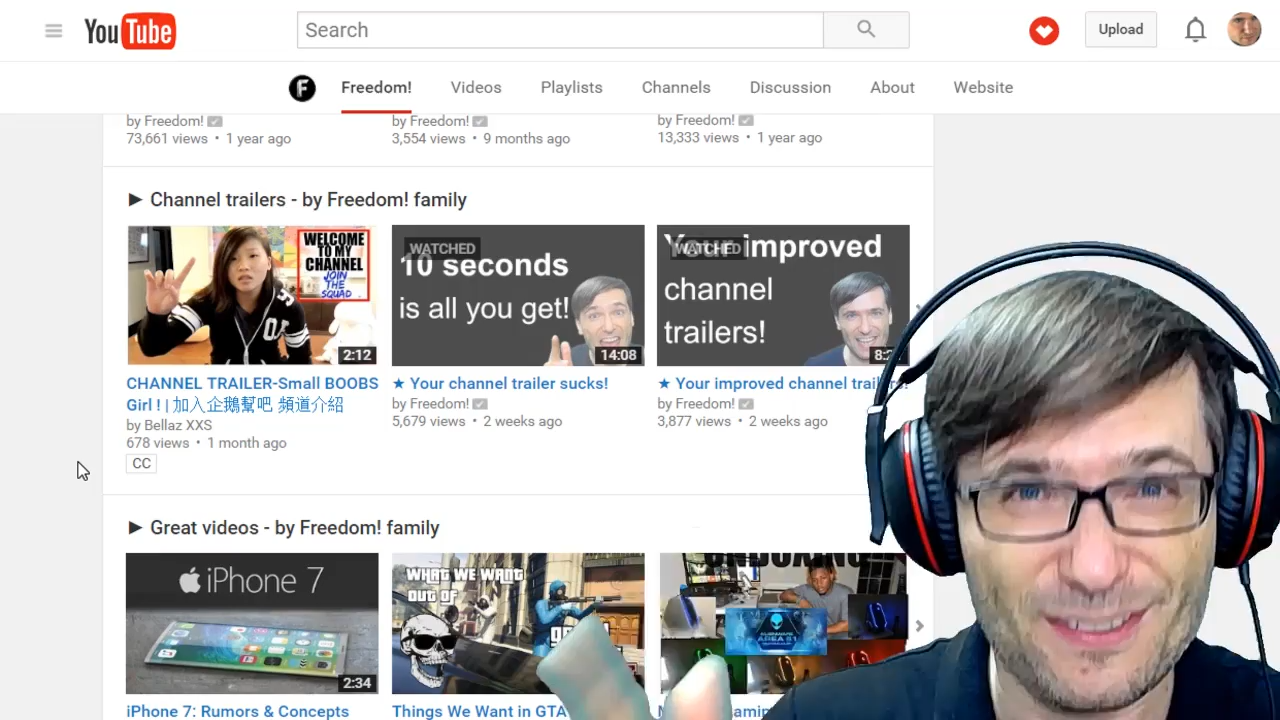 YouTube
Search
Upload
F
Freedom!
Videos
Playlists
Channels
Discussion
About
Website
by Freedom!
73,661 views • 1 year ago
by Freedom!
3,554 views • 9 months ago
by Freedom!
13,333 views • 1 year ago
Channel trailers - by Freedom! family
WELCOME
TO MY
CHANNEL
JOIN
THE
SQUAD
2:12
CHANNEL TRAILER-Small BOOBS
Girl ! | 加入企鵝幫吧 頻道介紹
by Bellaz XXS
678 views • 1 month ago
CC
WATCHED
10 seconds
is all you get!
14:08
★ Your channel trailer sucks!
by Freedom!
5,679 views • 2 weeks ago
WATCHED
Your improved
channel
trailers!
★ Your improved channel trailers!
by Freedom!
3,877 views • 2 weeks ago
Great videos - by Freedom! family
iPhone 7
2:34
iPhone 7: Rumors & Concepts
WHAT WE WANT
OUT OF
Things We Want in GTA
UNBOXING
AREA 51